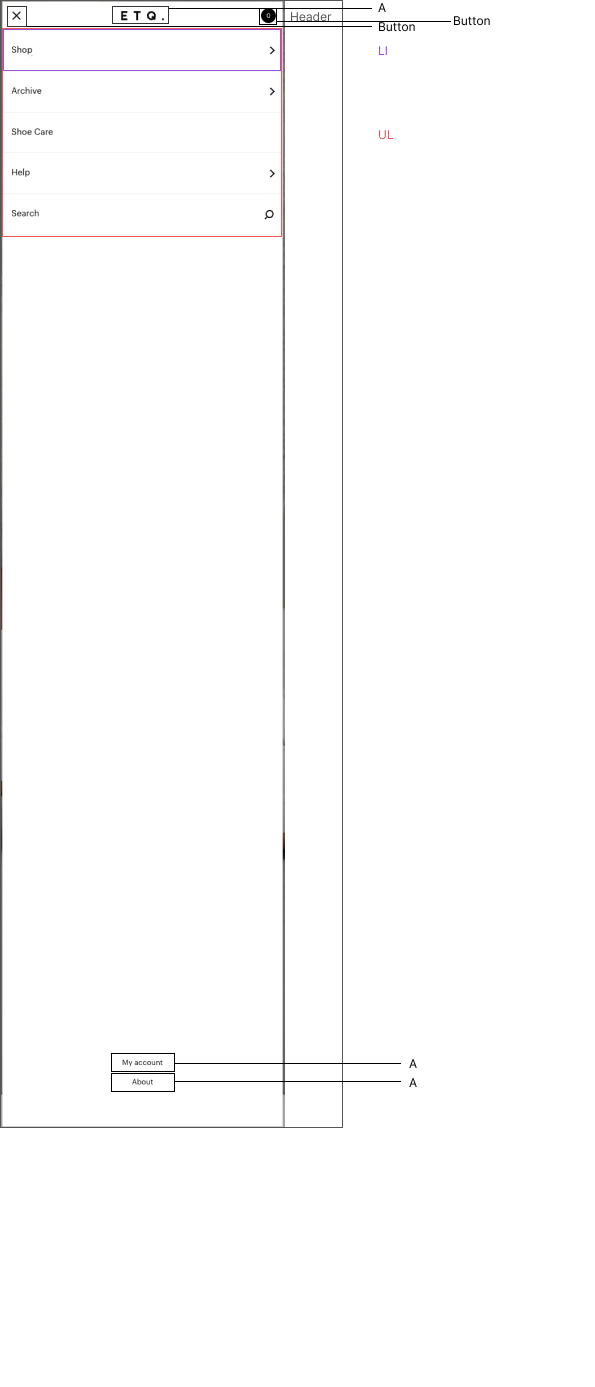 A
ETQ.
0
Header
Button
Button
Shop
LI
Archive
Shoe Care
UL
Help
Search
My account
A
About
A